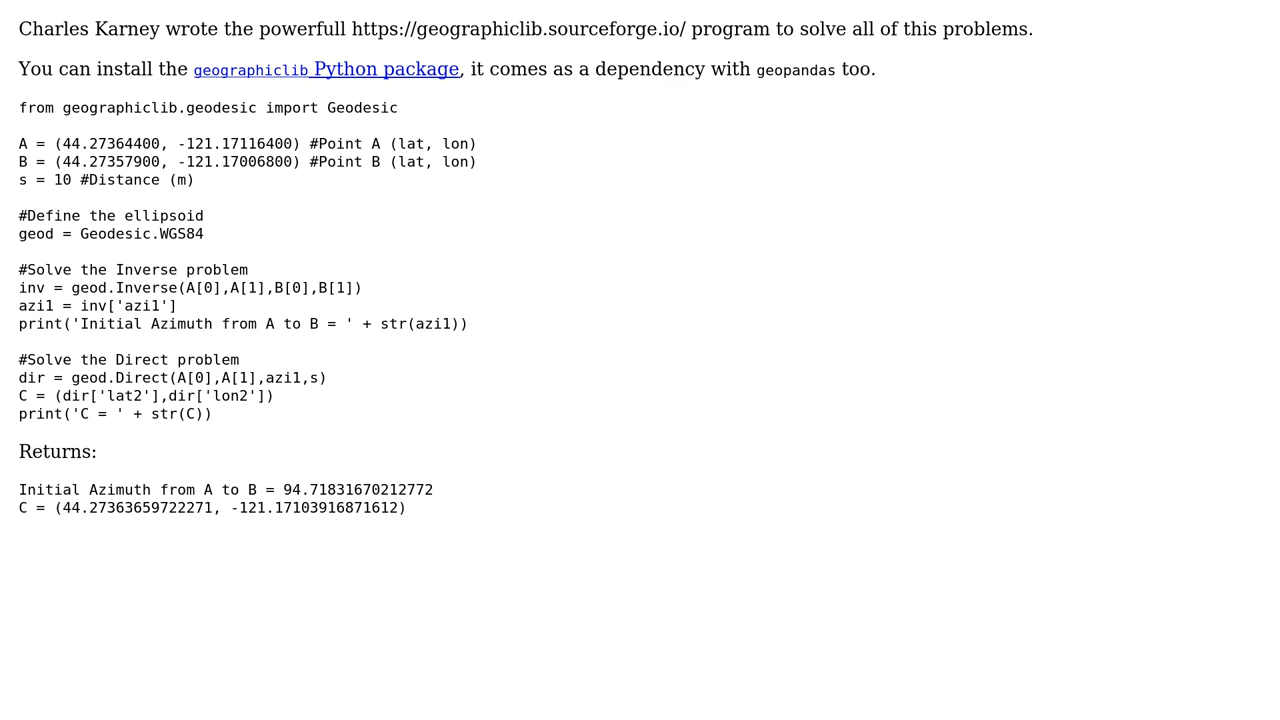 Charles Karney wrote the powerfull https://geographiclib.sourceforge.io/ program to solve all of this problems.
You can install the geographiclib Python package, it comes as a dependency with geopandas too.
from geographiclib.geodesic import Geodesic
A = (44.27364400, -121.17116400) #Point A (lat, lon)
B = (44.27357900, -121.17006800) #Point B (lat, lon)
s = 10 #Distance (m)
#Define the ellipsoid
geod = Geodesic.WGS84
#Solve the Inverse problem
inv = geod.Inverse(A[0],A[1],B[0],B[1])
azi1 = inv['azi1']
print('Initial Azimuth from A to B = ' + str(azi1))
#Solve the Direct problem
dir = geod.Direct(A[0],A[1],azi1,s)
C = (dir['lat2'],dir['lon2'])
print('C = ' + str(C))
Returns:
Initial Azimuth from A to B = 94.71831670212772
C = (44.27363659722271, -121.17103916871612)